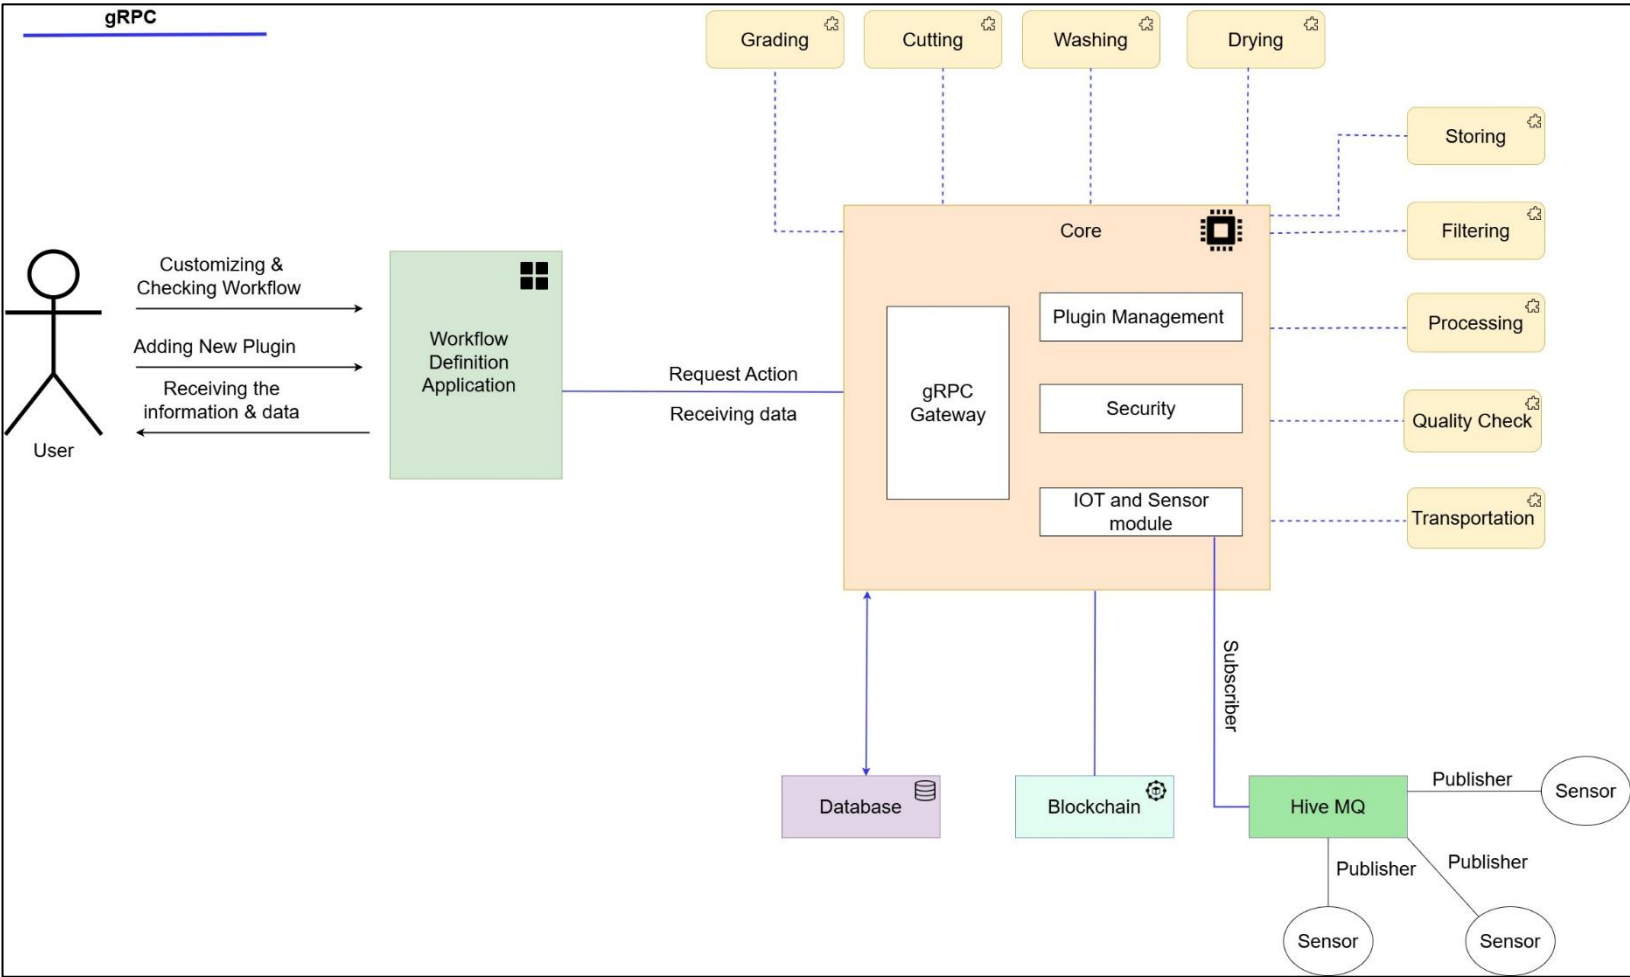 gRPC
Grading
Cutting
Washing
Drying
Storing
Filtering
Processing
Quality Check
Transportation
Core
Plugin Management
Security
IOT and Sensor
module
gRPC
Gateway
Customizing &
Checking Workflow
Adding New Plugin
Receiving the
information & data
User
Workflow
Definition
Application
Request Action
Receiving data
Subscriber
Database
Blockchain
Hive MQ
Publisher
Sensor
Publisher
Publisher
Sensor
Sensor